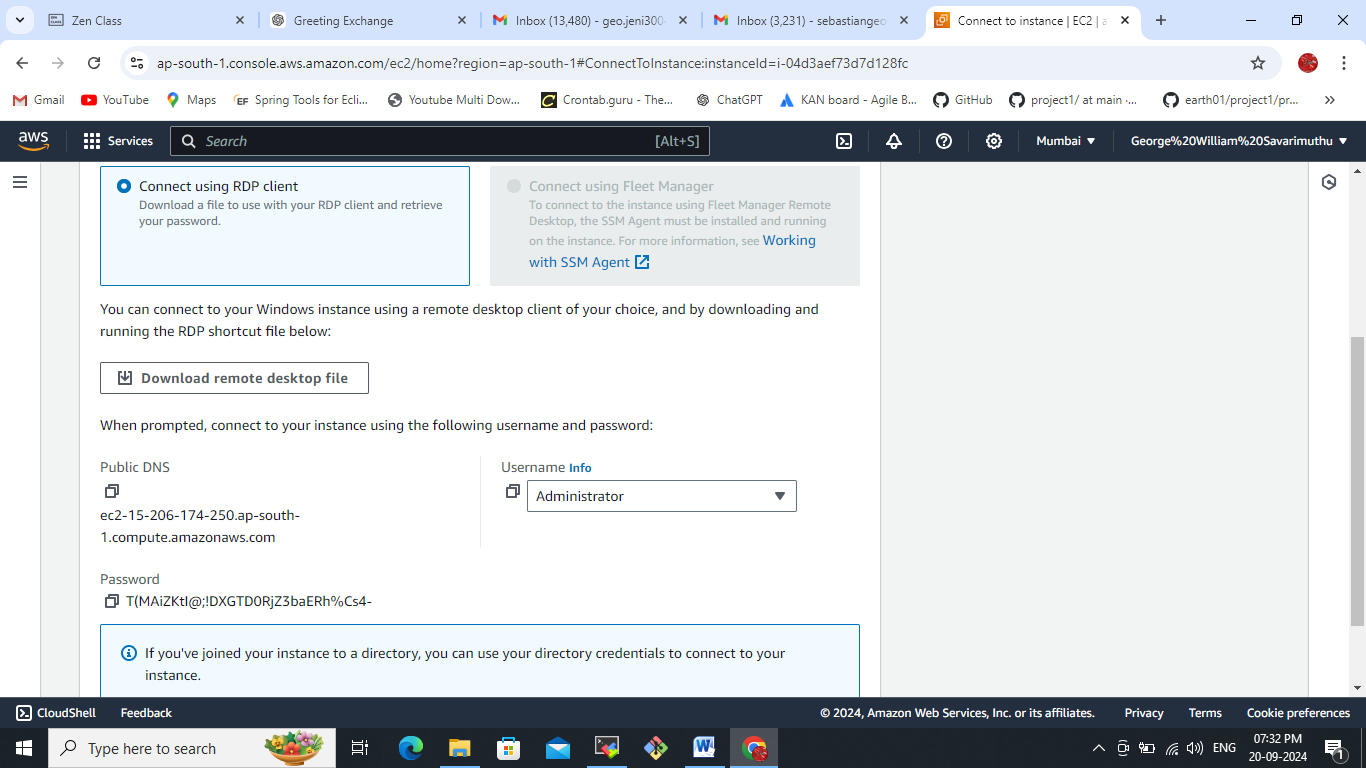 Zen Class
Greeting Exchange
Inbox (13,480) - geo.jeni300
Inbox (3,231) - sebastiangeo
Connect to instance | EC2 | a
ap-south-1.console.aws.amazon.com/ec2/home?region=ap-south-1#ConnectToInstance:instanceId=i-04d3aef73d7d128fc
Gmail
YouTube
Maps
EF Spring Tools for Ecli...
Youtube Multi Dow...
Crontab.guru - The...
ChatGPT
KAN board - Agile B...
GitHub
project1/ at main ·...
earth01/project1/pr...
aws
Services
Search
[Alt+S]
Mumbai
George%20William%20Savarimuthu
Connect using RDP client
Download a file to use with your RDP client and retrieve
your password.
Connect using Fleet Manager
To connect to the instance using Fleet Manager Remote
Desktop, the SSM Agent must be installed and running
on the instance. For more information, see Working
with SSM Agent
You can connect to your Windows instance using a remote desktop client of your choice, and by downloading and
running the RDP shortcut file below:
Download remote desktop file
When prompted, connect to your instance using the following username and password:
Public DNS
ec2-15-206-174-250.ap-south-
1.compute.amazonaws.com
Username Info
Administrator
Password
T(MAiZKtI@;!DXGTD0RjZ3baERh%Cs4-
If you've joined your instance to a directory, you can use your directory credentials to connect to your
instance.
CloudShell
Feedback
© 2024, Amazon Web Services, Inc. or its affiliates.
Privacy
Terms
Cookie preferences
Type here to search
ENG
07:32 PM
20-09-2024
1